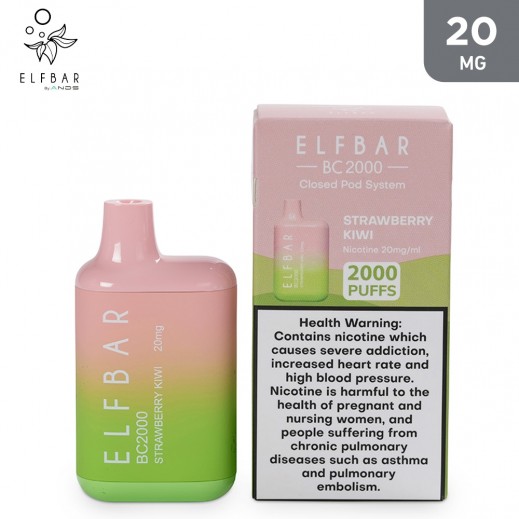 ELFBAR
By ANDS
20
MG
ELFBAR
BC2000
Closed Pod System
STRAWBERRY
KIWI
Nicotine 20mg/ml
2000
PUFFS
ELFBAR
BC2000
Health Warning:
Contains nicotine which
causes severe addiction,
increased heart rate and
high blood pressure.
Nicotine is harmful to the
health of pregnant and
nursing women, and
people suffering from
chronic pulmonary
diseases such as asthma
and pulmonary
embolism.
ELFBAR
BC2000
STRAWBERRY KIWI 20mg